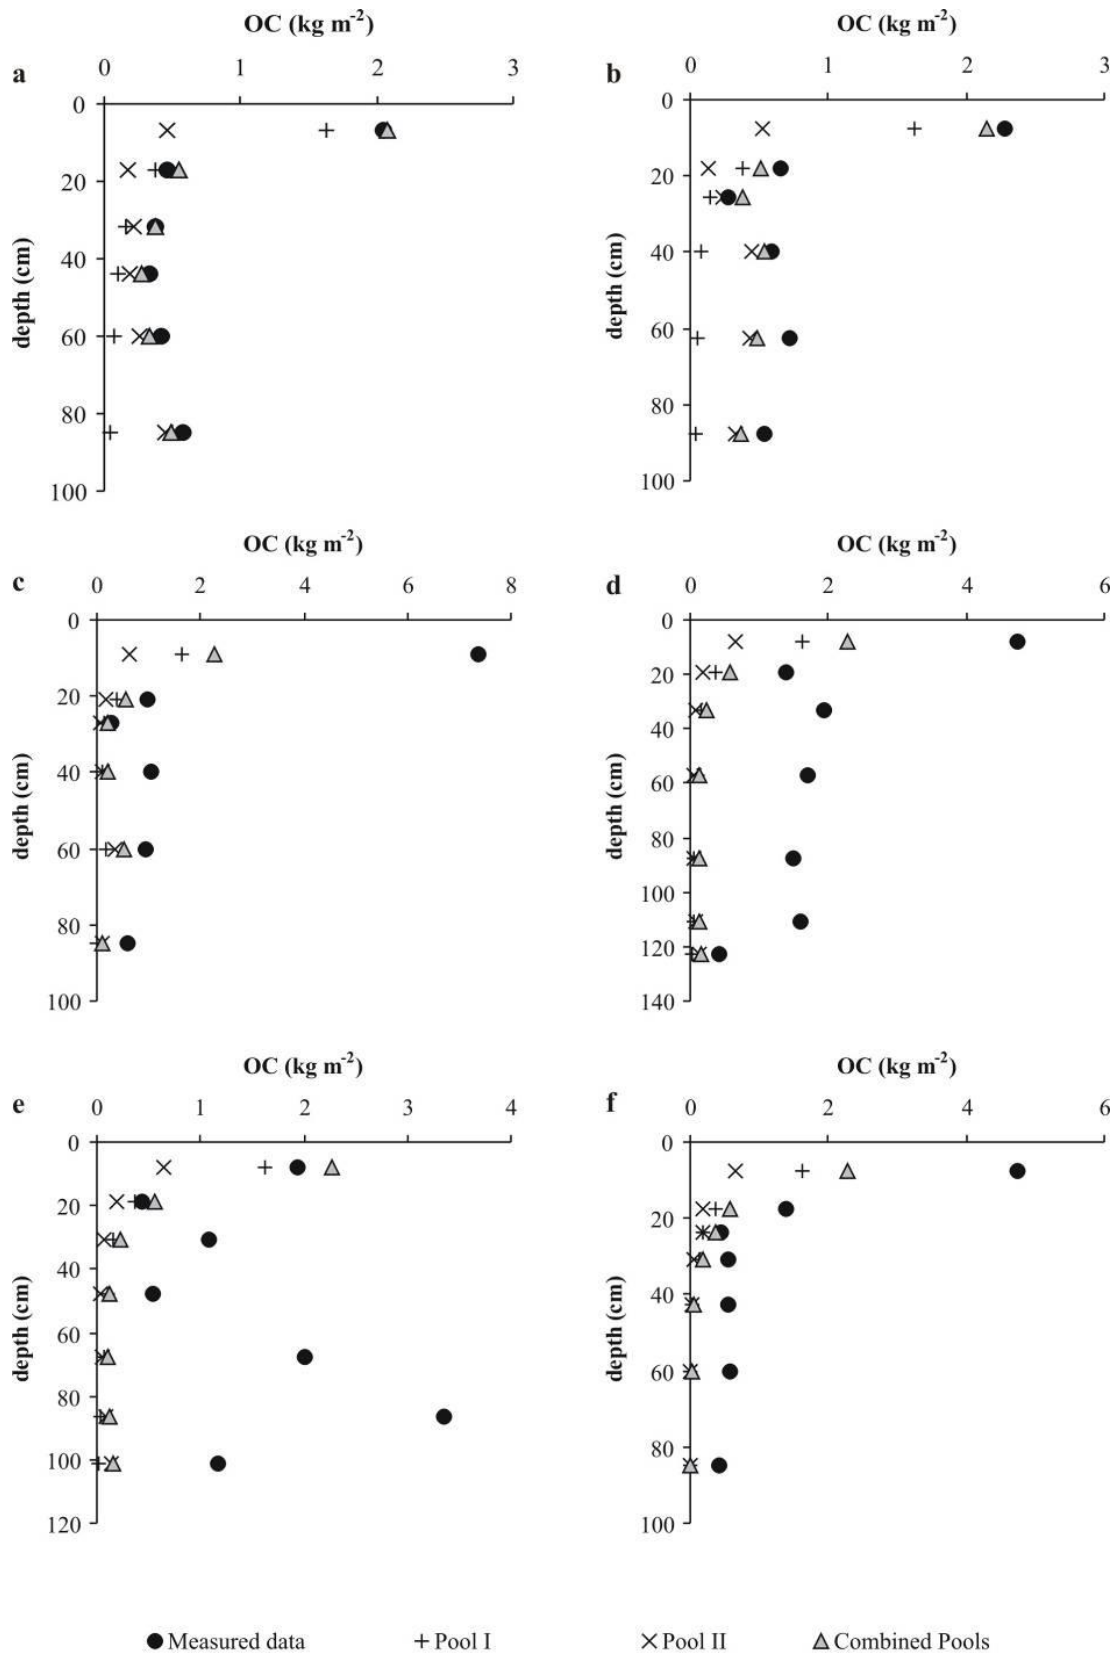 OC (kg m⁻²)
a
0 1 2 3
0
20
40
60
80
100
depth (cm)
OC (kg m⁻²)
b
0 1 2 3
0
20
40
60
80
100
depth (cm)
OC (kg m⁻²)
c
0 2 4 6 8
0
20
40
60
80
100
depth (cm)
OC (kg m⁻²)
d
0 2 4 6
0
20
40
60
80
100
120
140
depth (cm)
OC (kg m⁻²)
e
0 1 2 3 4
0
20
40
60
80
100
120
depth (cm)
OC (kg m⁻²)
f
0 2 4 6
0
20
40
60
80
100
depth (cm)
Measured data Pool I Pool II Combined Pools